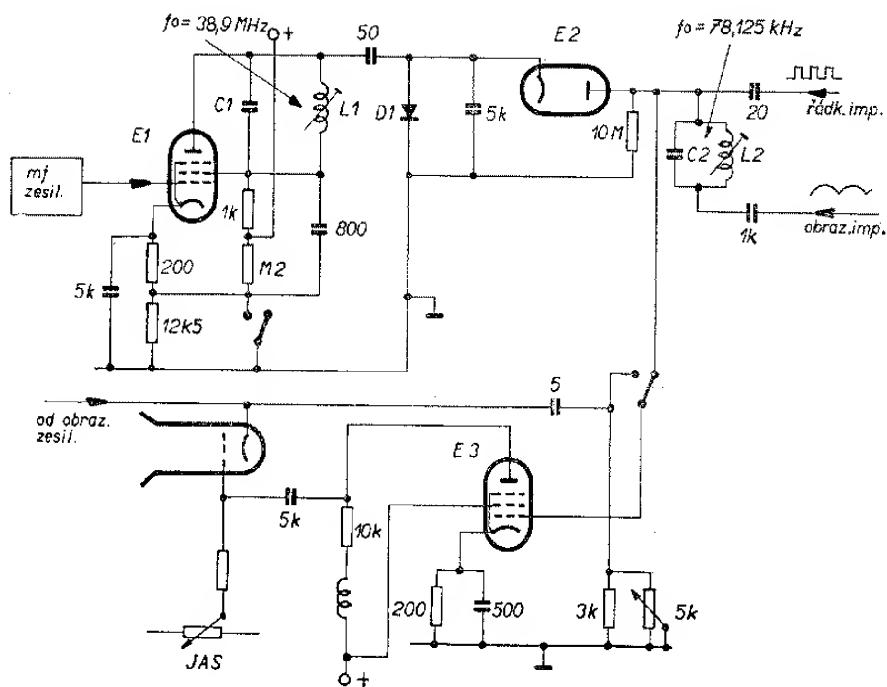 fo = 38,9 MHz
+
50
E2
fo = 78,125 kHz
C1
L1
D1
5k
10M
20
řádk. imp.
E1
mf
zesil.
C2
L2
1k
800
1k
obraz. imp.
200
M2
5k
12k5
od obraz.
zesil.
5
E3
5k
10k
200
500
3k
5k
JAS
+